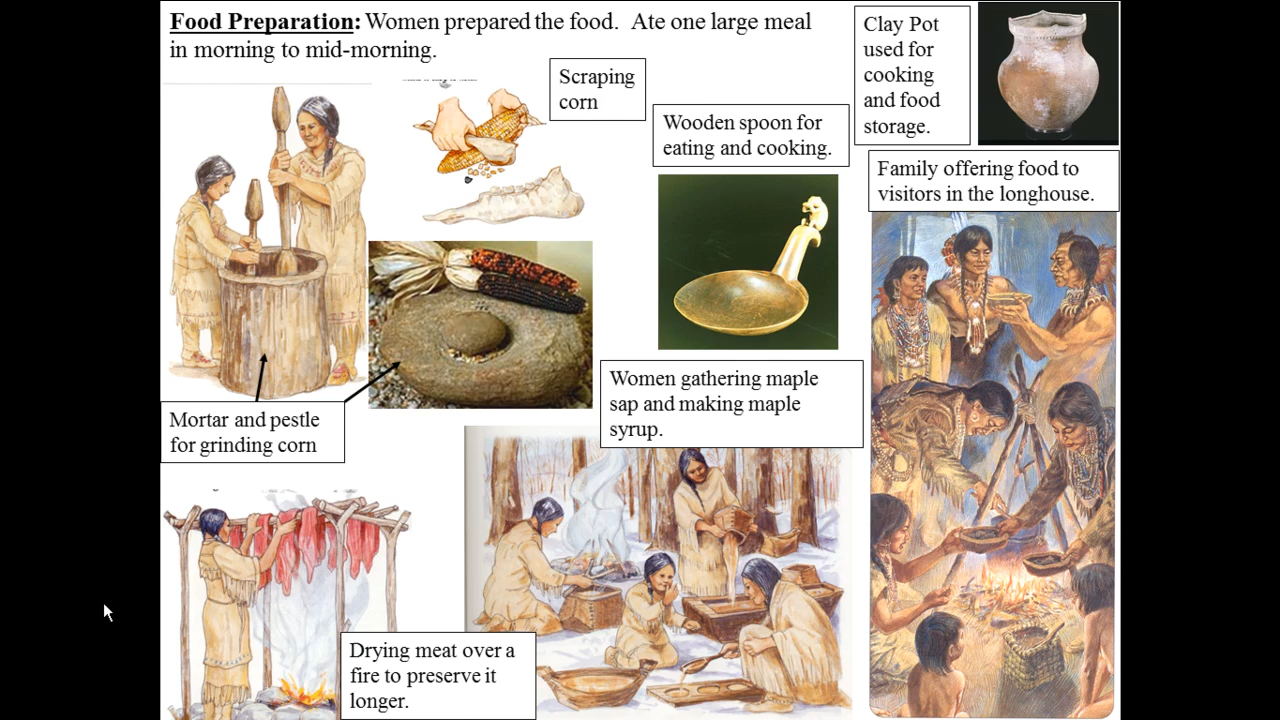 Food Preparation: Women prepared the food. Ate one large meal
in morning to mid-morning.
Scraping
corn
Wooden spoon for
eating and cooking.
Clay Pot
used for
cooking
and food
storage.
Family offering food to
visitors in the longhouse.
Mortar and pestle
for grinding corn
Women gathering maple
sap and making maple
syrup.
Drying meat over a
fire to preserve it
longer.